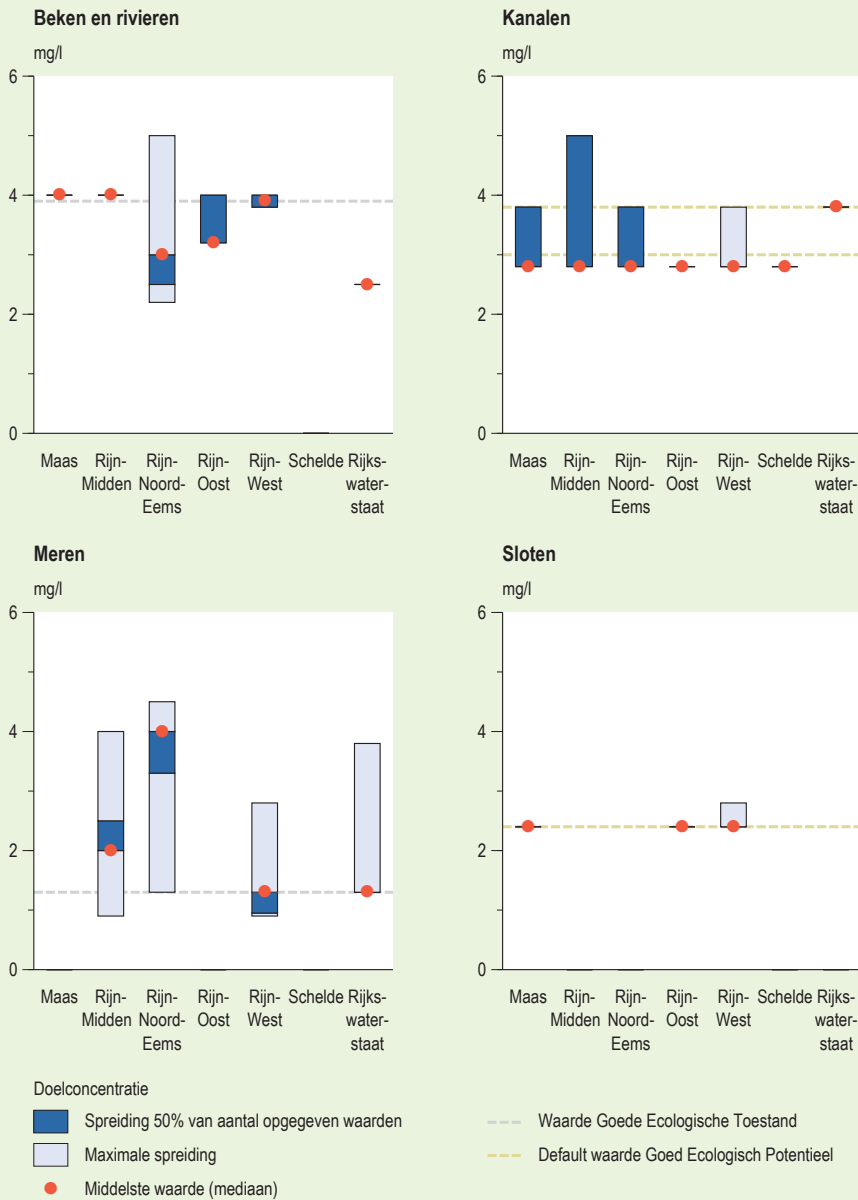 Beken en rivieren
mg/l
6
4
2
0
Maas
Rijn-
Midden
Rijn-
Noord-
Eems
Rijn-
Oost
Rijn-
West
Schelde
Rijks-
water-
staat
Kanalen
mg/l
6
4
2
0
Maas
Rijn-
Midden
Rijn-
Noord-
Eems
Rijn-
Oost
Rijn-
West
Schelde
Rijks-
water-
staat
Meren
mg/l
6
4
2
0
Maas
Rijn-
Midden
Rijn-
Noord-
Eems
Rijn-
Oost
Rijn-
West
Schelde
Rijks-
water-
staat
Sloten
mg/l
6
4
2
0
Maas
Rijn-
Midden
Rijn-
Noord-
Eems
Rijn-
Oost
Rijn-
West
Schelde
Rijks-
water-
staat
Doelconcentratie
Spreiding 50% van aantal opgegeven waarden
Maximale spreiding
Middelste waarde (mediaan)
Waarde Goede Ecologische Toestand
Default waarde Goed Ecologisch Potentieel